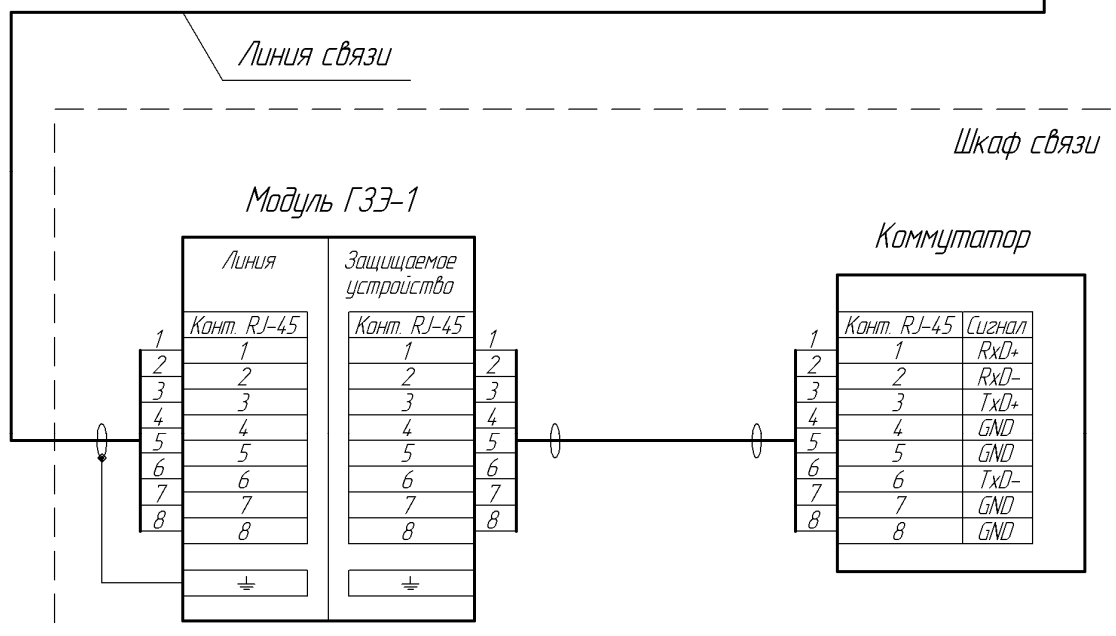 Линия связи
Шкаф связи
Модуль ГЗЭ-1
Коммутатор
Линия
Защищаемое
устройство
Конт. RJ-45
Конт. RJ-45
Конт. RJ-45 Сигнал
1 1 1 1 1 1 RxD+
2 2 2 2 2 2 RxD-
3 3 3 3 3 3 TxD+
4 4 4 4 4 4 GND
5 5 5 5 5 5 GND
6 6 6 6 6 6 TxD-
7 7 7 7 7 7 GND
8 8 8 8 8 8 GND